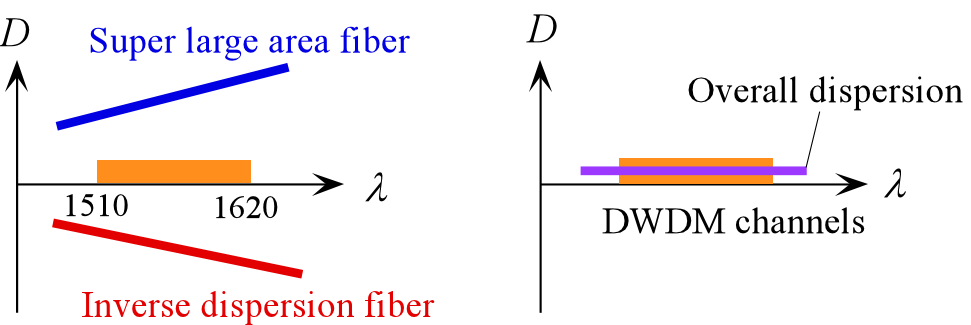 D
Super large area fiber
λ
1510
1620
Inverse dispersion fiber
D
Overall dispersion
λ
DWDM channels